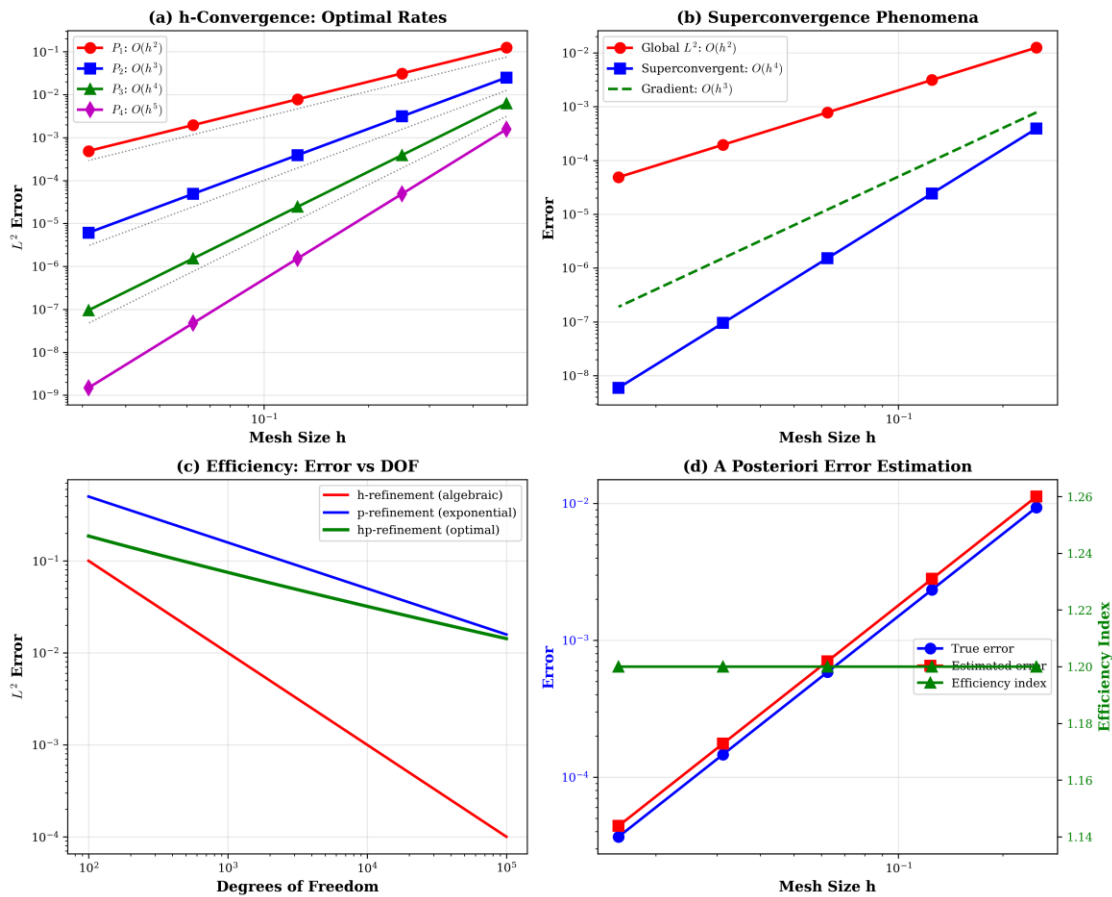 (a) h-Convergence: Optimal Rates
P₁: O(h²)
P₂: O(h³)
P₃: O(h⁴)
P₄: O(h⁵)
10⁻¹
10⁻²
10⁻³
10⁻⁴
10⁻⁵
10⁻⁶
10⁻⁷
10⁻⁸
10⁻⁹
L² Error
10⁻¹
Mesh Size h
(b) Superconvergence Phenomena
Global L²: O(h²)
Superconvergent: O(h⁴)
Gradient: O(h³)
10⁻²
10⁻³
10⁻⁴
10⁻⁵
10⁻⁶
10⁻⁷
10⁻⁸
Error
10⁻¹
Mesh Size h
(c) Efficiency: Error vs DOF
h-refinement (algebraic)
p-refinement (exponential)
hp-refinement (optimal)
10⁻¹
10⁻²
10⁻³
10⁻⁴
L² Error
10² 10³ 10⁴ 10⁵
Degrees of Freedom
(d) A Posteriori Error Estimation
10⁻²
10⁻³
10⁻⁴
Error
True error
Estimated error
Efficiency index
1.26
1.24
1.22
1.20
1.18
1.16
1.14
Efficiency Index
10⁻¹
Mesh Size h